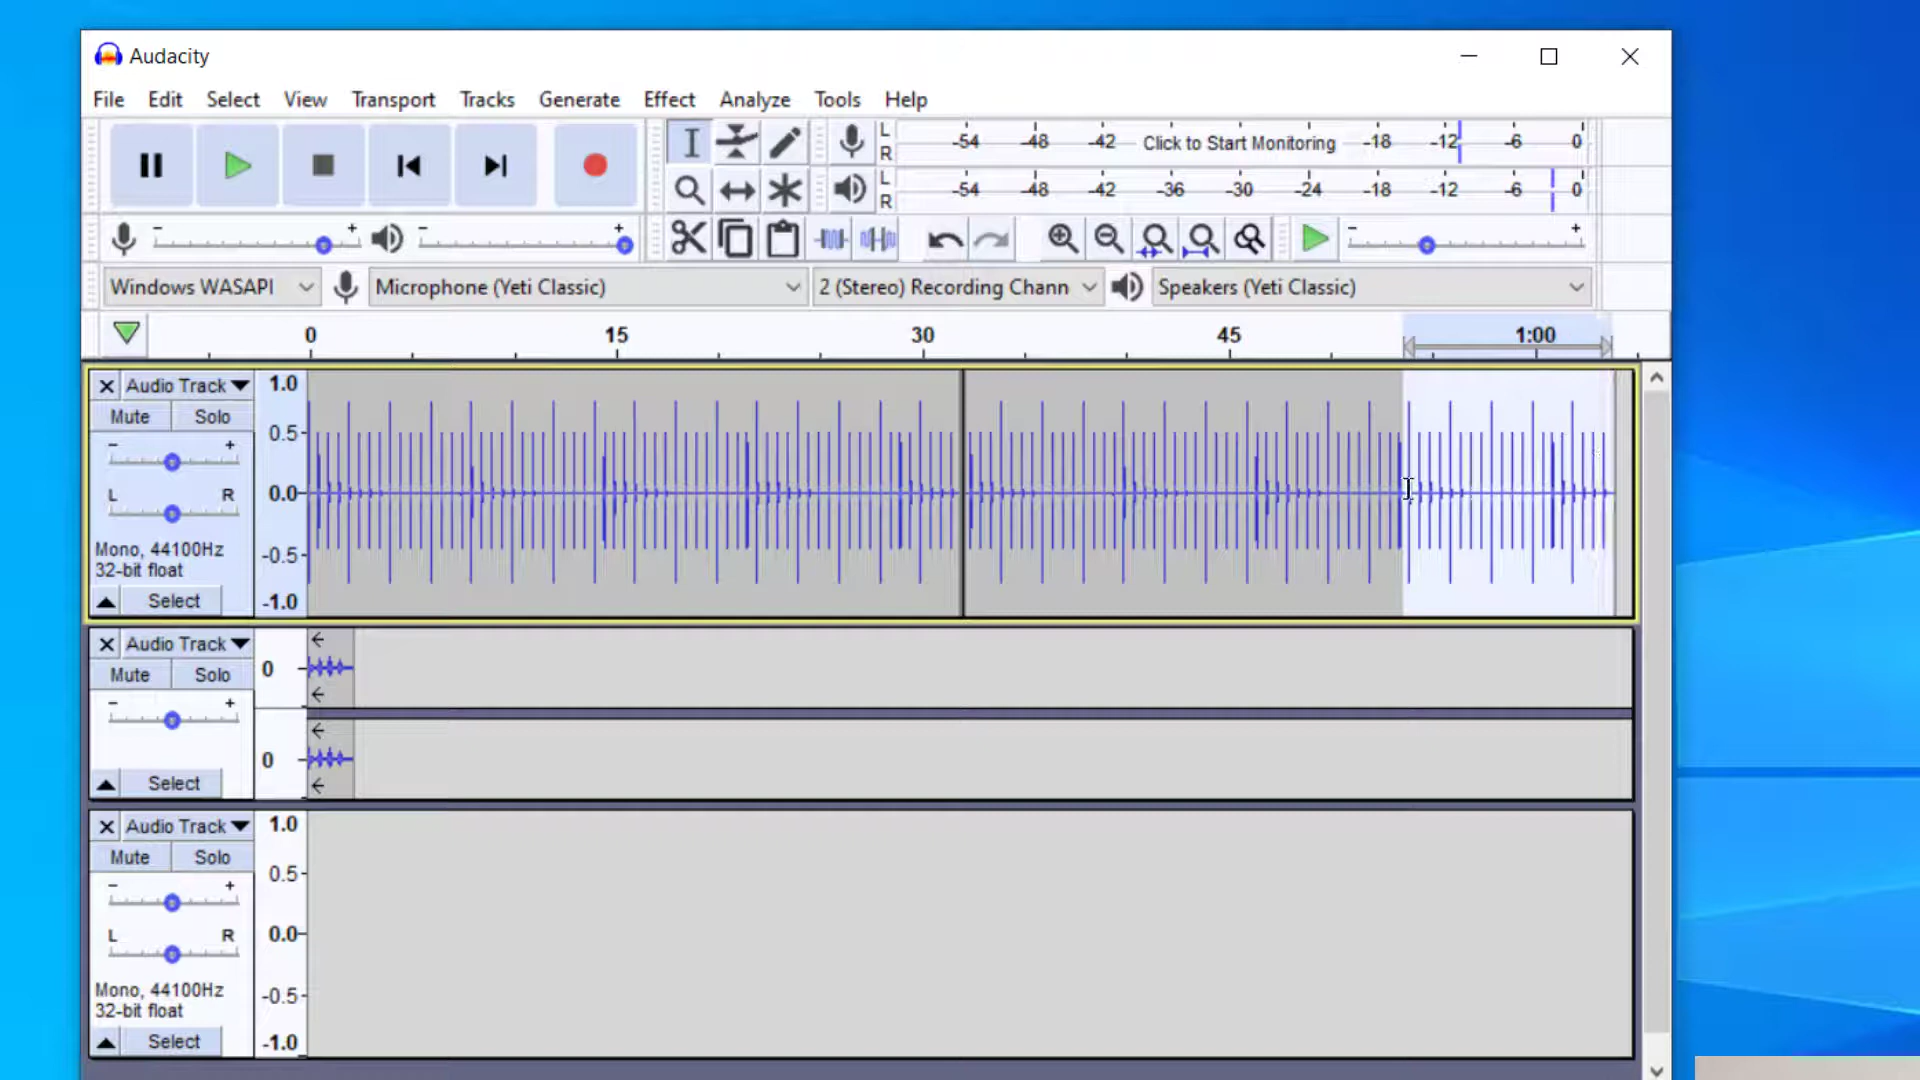 Audacity
File Edit Select View Transport Tracks Generate Effect Analyze Tools Help
L R -54 -48 -42 Click to Start Monitoring -18 -12 -6 0
L R -54 -48 -42 -36 -30 -24 -18 -12 -6 0
- + - + - +
Windows WASAPI Microphone (Yeti Classic) 2 (Stereo) Recording Chann Speakers (Yeti Classic)
0 15 30 45 1:00
Audio Track 1.0
Mute Solo
- + 0.5
L R 0.0
Mono, 44100Hz -0.5
32-bit float
Select -1.0
Audio Track
Mute Solo 0
- +
Select 0
Audio Track 1.0
Mute Solo
- + 0.5
L R 0.0
Mono, 44100Hz -0.5
32-bit float
Select -1.0